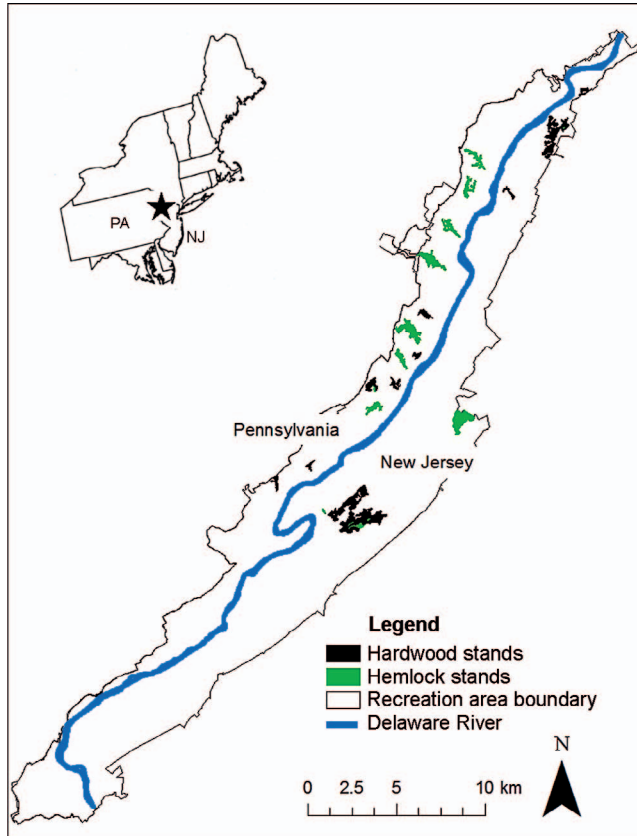 PA
NJ
Pennsylvania
New Jersey
Legend
Hardwood stands
Hemlock stands
Recreation area boundary
Delaware River
N
0 2.5 5 10 km